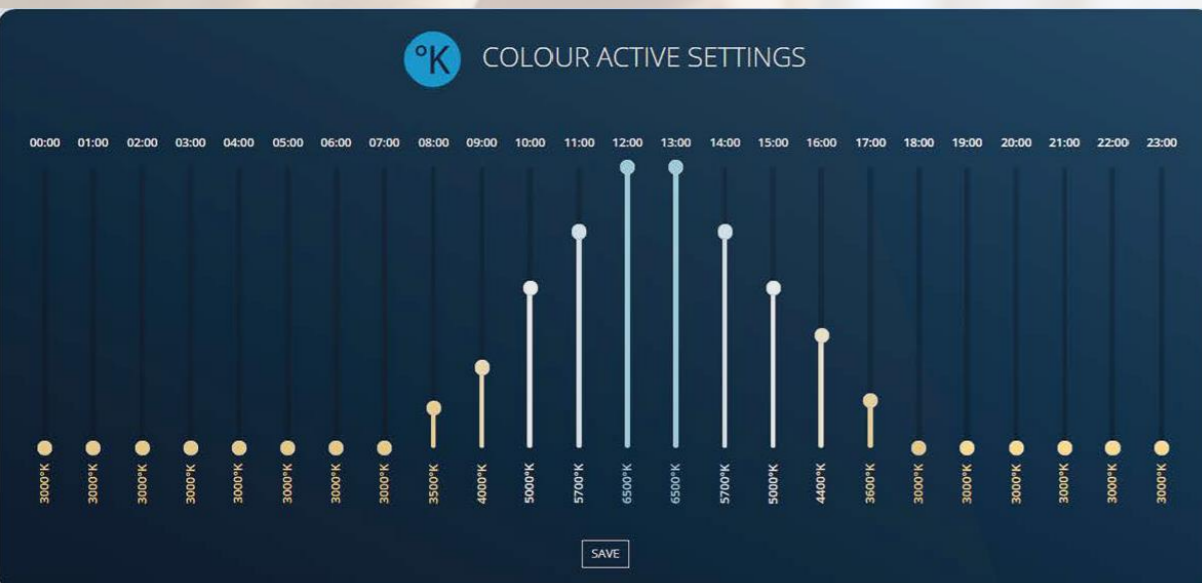 °K COLOUR ACTIVE SETTINGS
00:00 01:00 02:00 03:00 04:00 05:00 06:00 07:00 08:00 09:00 10:00 11:00 12:00 13:00 14:00 15:00 16:00 17:00 18:00 19:00 20:00 21:00 22:00 23:00
3000°K 3000°K 3000°K 3000°K 3000°K 3000°K 3000°K 3000°K 3500°K 4000°K 5000°K 5700°K 6500°K 6500°K 5700°K 5000°K 4400°K 3600°K 3000°K 3000°K 3000°K 3000°K 3000°K 3000°K
SAVE